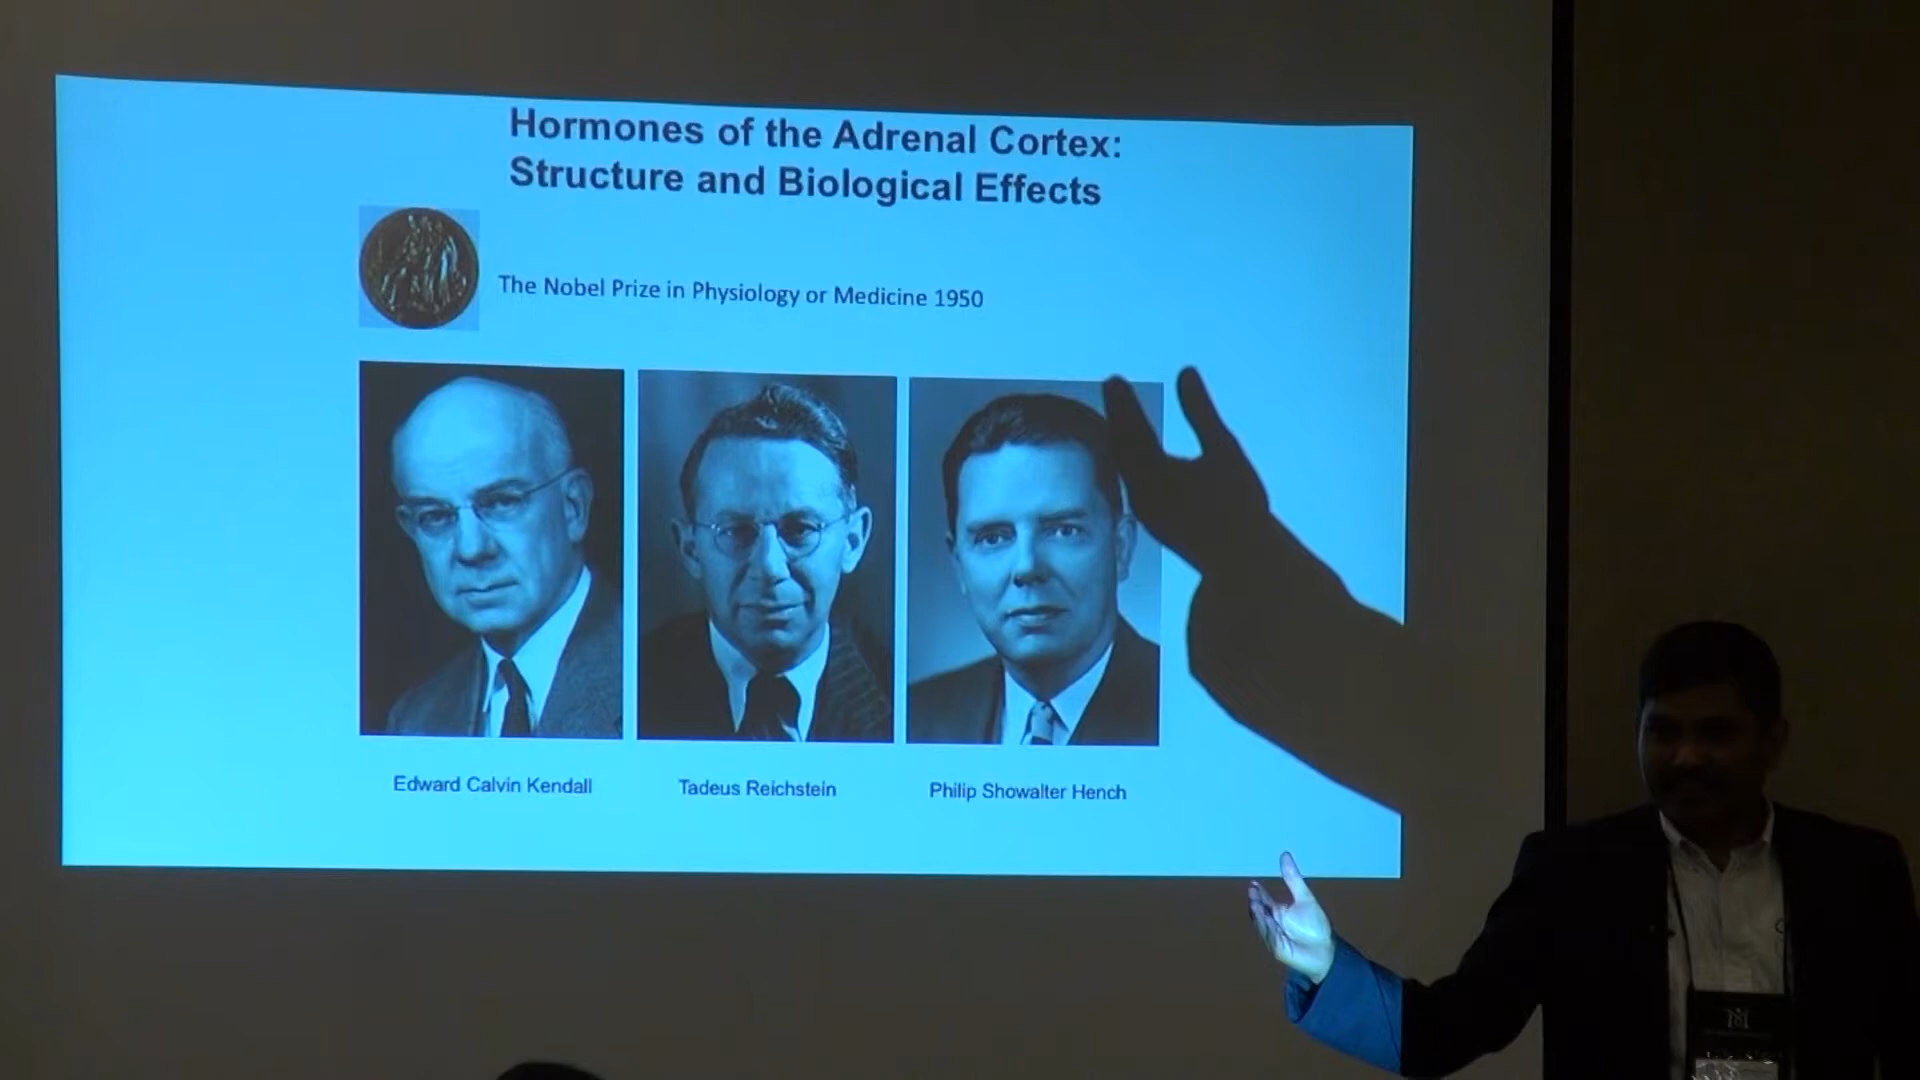 Hormones of the Adrenal Cortex:
Structure and Biological Effects
The Nobel Prize in Physiology or Medicine 1950
Edward Calvin Kendall
Tadeus Reichstein
Philip Showalter Hench